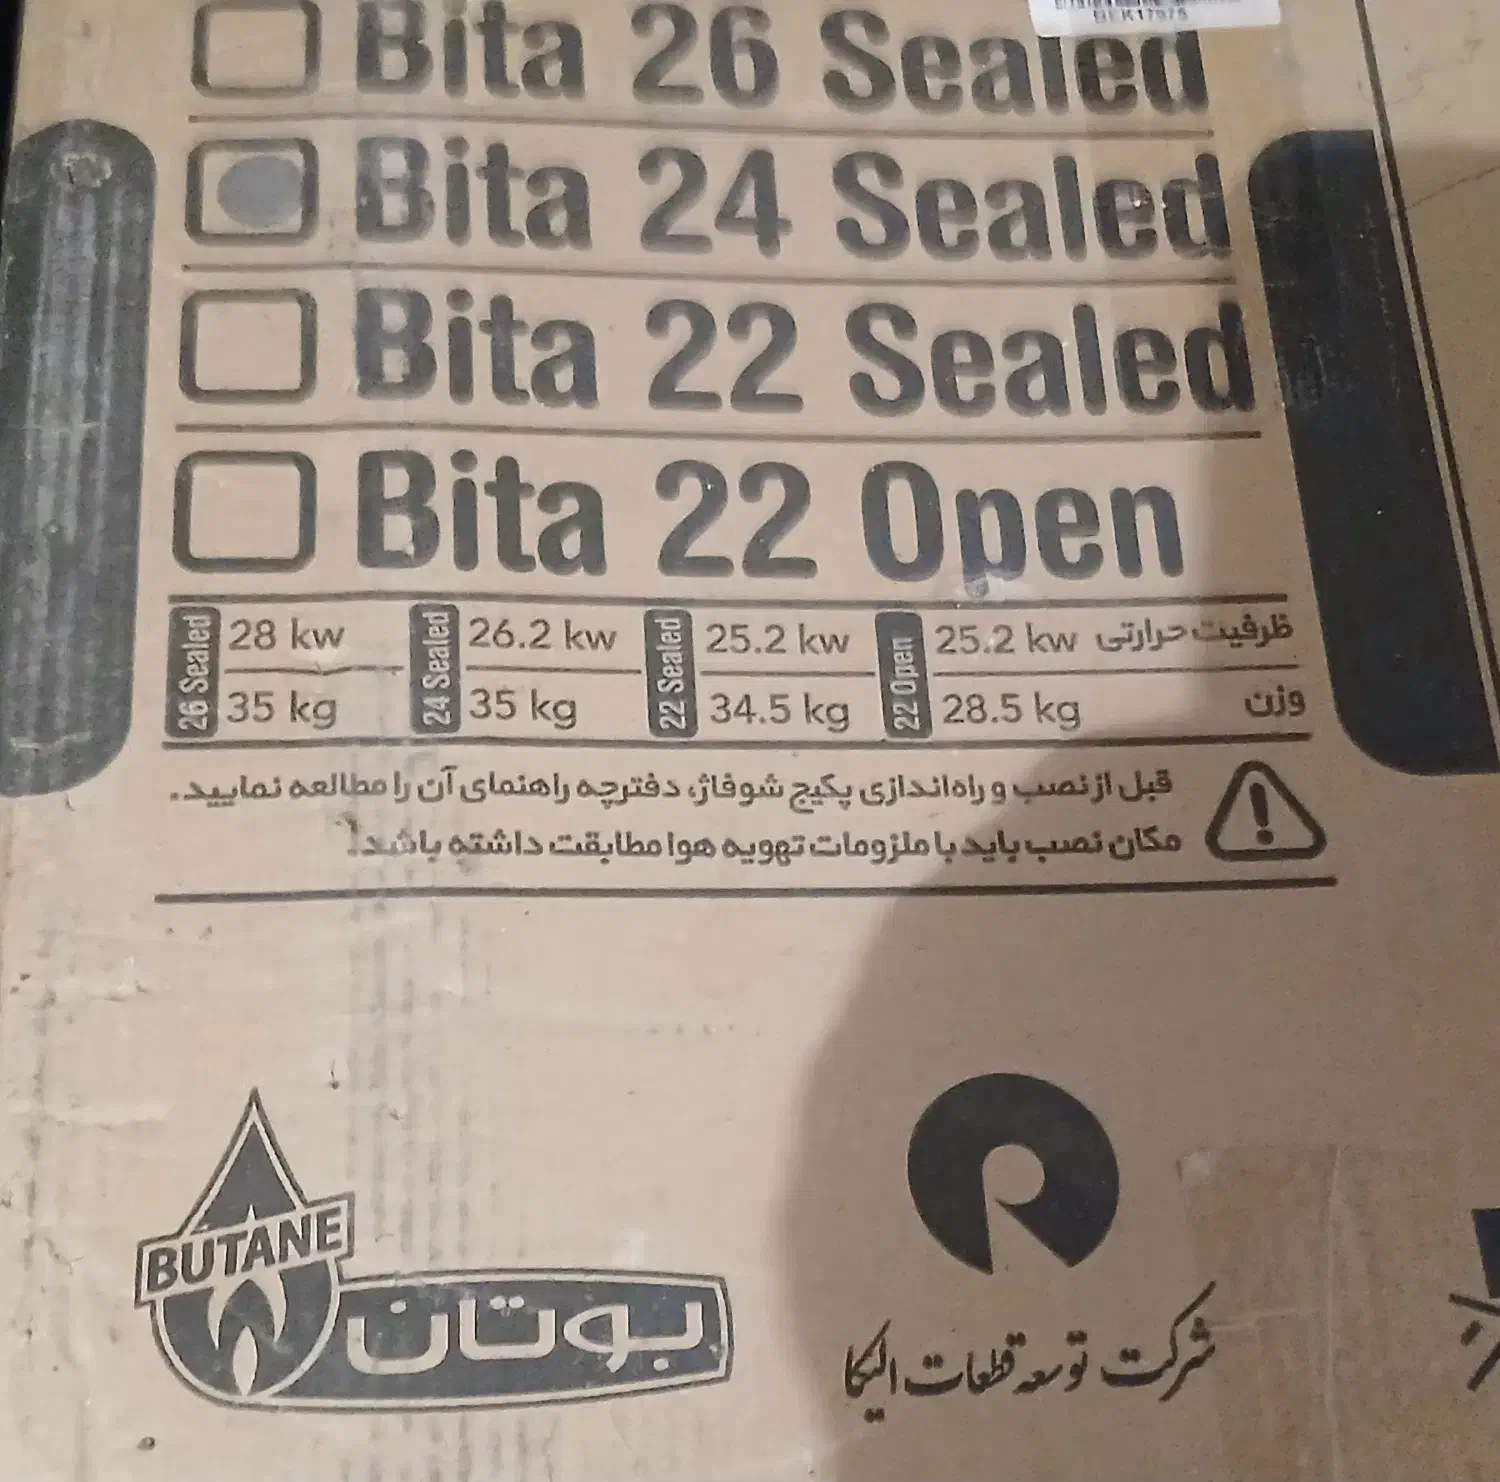 BEK17975
Bita 26 Sealed
Bita 24 Sealed
Bita 22 Sealed
Bita 22 Open
26 Sealed 28 kw 24 Sealed 26.2 kw 22 Sealed 25.2 kw 22 Open 25.2 kw ظرفیت حرارتی
35 kg 35 kg 34.5 kg 28.5 kg وزن
قبل از نصب و راه‌اندازی پکیج شوفاژ، دفترچه راهنمای آن را مطالعه نمایید.
مکان نصب باید با ملزومات تهویه هوا مطابقت داشته باشد.
BUTANE
بوتان
شرکت توسعه قطعات الیکا